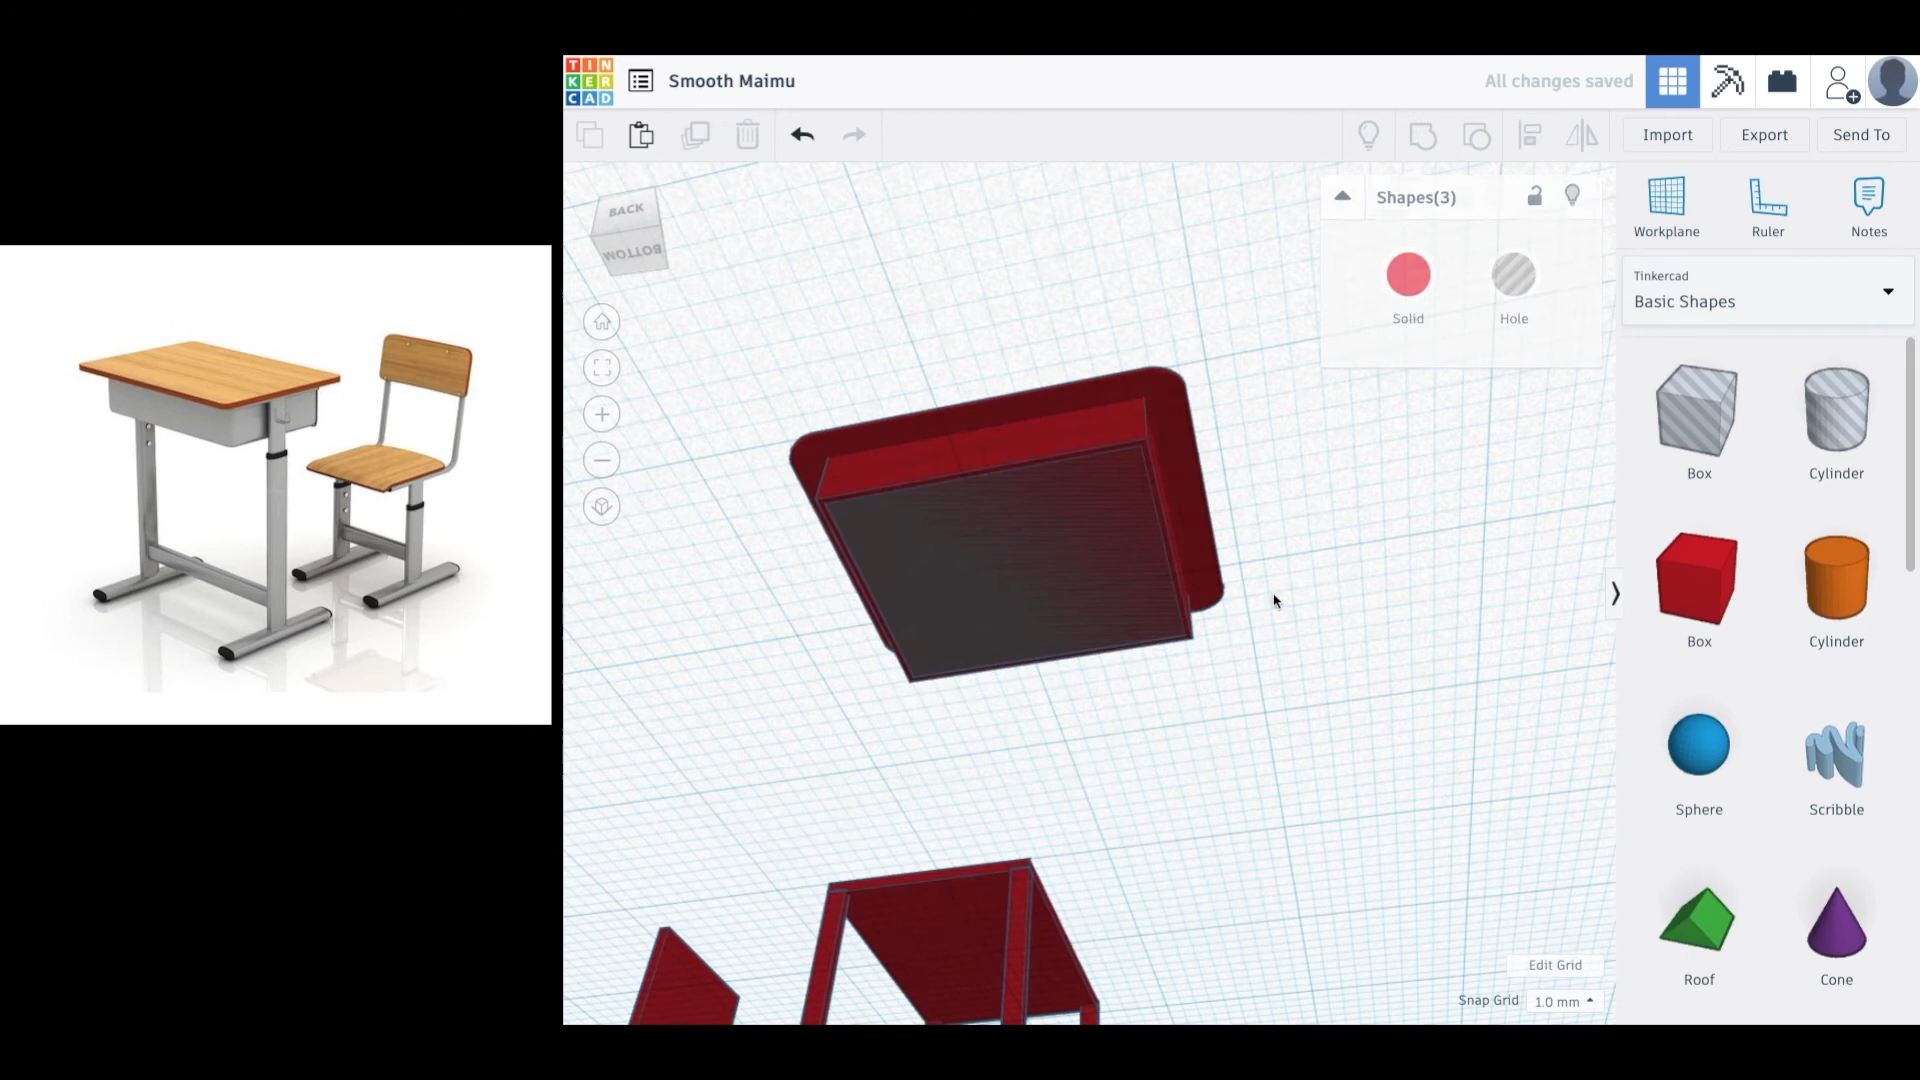 TIN
KER
CAD
Smooth Maimu
All changes saved
Import
Export
Send To
BACK
BOTTOM
Shapes(3)
Solid
Hole
Workplane
Ruler
Notes
Tinkercad
Basic Shapes
Box
Cylinder
Box
Cylinder
Sphere
Scribble
Roof
Cone
Edit Grid
Snap Grid
1.0 mm